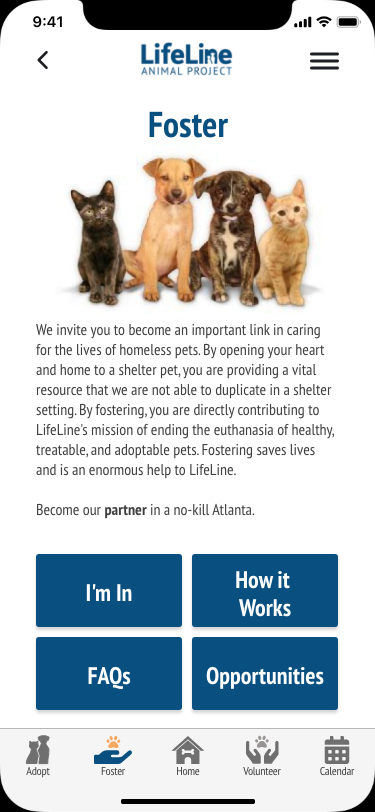 9:41
LifeLine
ANIMAL PROJECT
Foster
We invite you to become an important link in caring
for the lives of homeless pets. By opening your heart
and home to a shelter pet, you are providing a vital
resource that we are not able to duplicate in a shelter
setting. By fostering, you are directly contributing to
LifeLine's mission of ending the euthanasia of healthy,
treatable, and adoptable pets. Fostering saves lives
and is an enormous help to LifeLine.
Become our partner in a no-kill Atlanta.
I'm In
How it
Works
FAQs
Opportunities
Adopt
Foster
Home
Volunteer
Calendar